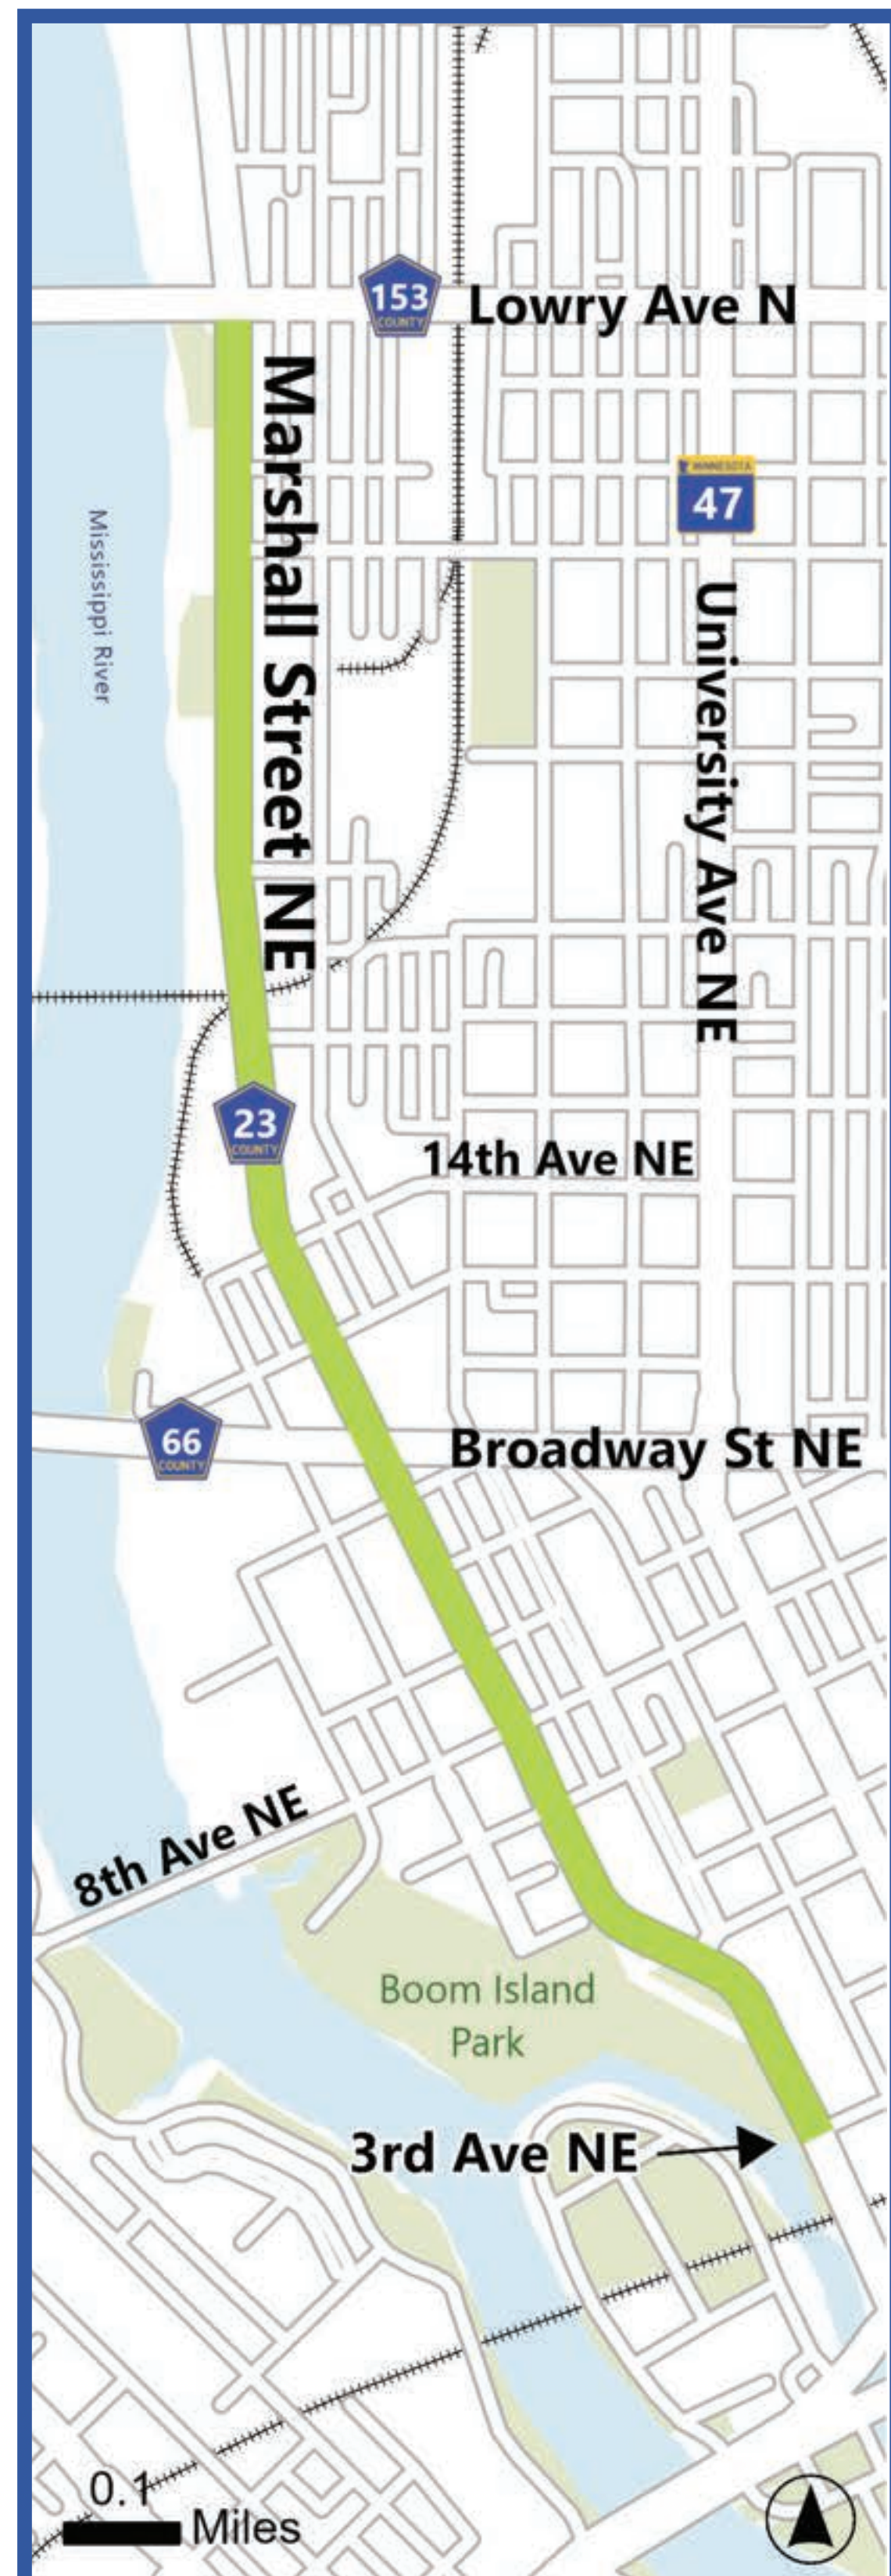 153
COUNTY
Lowry Ave N
Marshall Street NE
MINNESOTA
47
Mississippi River
University Ave NE
23
COUNTY
14th Ave NE
66
COUNTY
Broadway St NE
8th Ave NE
Boom Island
Park
3rd Ave NE
0.1
Miles